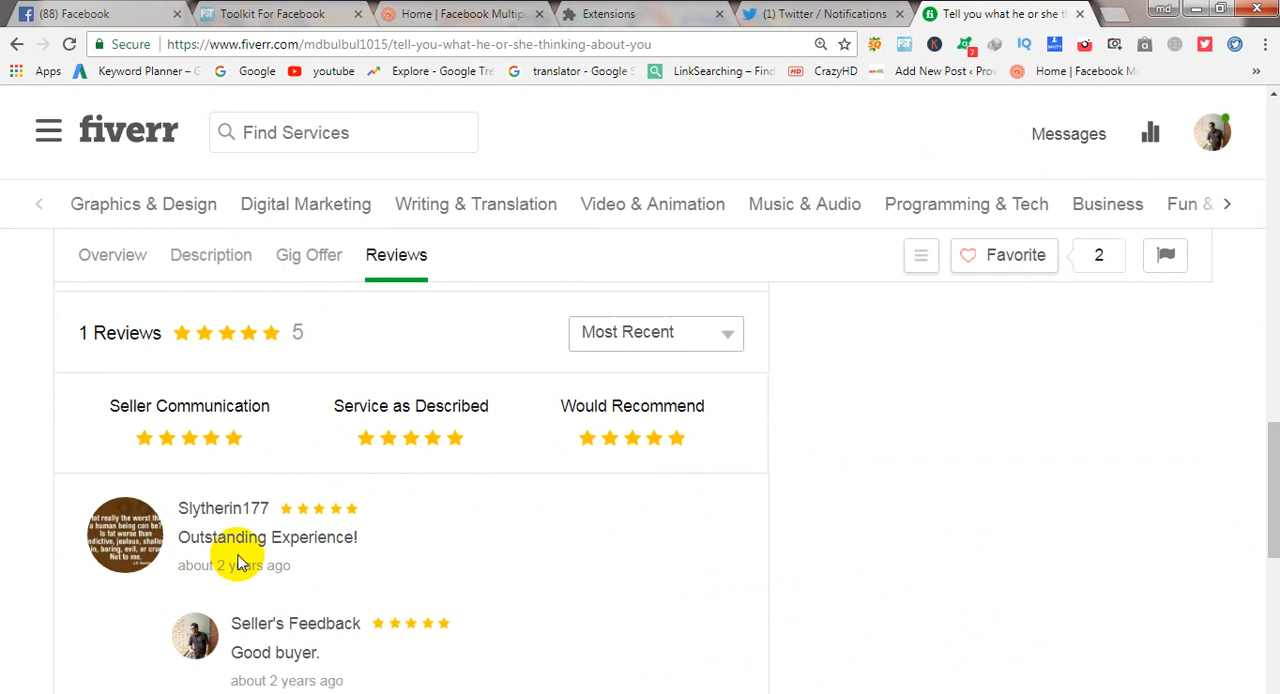 (88) Facebook
Toolkit For Facebook
Home | Facebook Multip
Extensions
(1) Twitter / Notifications
Tell you what he or she t
md
Secure
https://www.fiverr.com/mdbulbul1015/tell-you-what-he-or-she-thinking-about-you
Apps
Keyword Planner – G
Google
youtube
Explore - Google Tre
translator - Google S
LinkSearching – Fin
CrazyHD
Add New Post ‹ Prov
Home | Facebook M
»
fiverr
Find Services
Messages
Graphics & Design
Digital Marketing
Writing & Translation
Video & Animation
Music & Audio
Programming & Tech
Business
Fun &
Overview
Description
Gig Offer
Reviews
Favorite
2
1 Reviews
5
Most Recent
Seller Communication
Service as Described
Would Recommend
Slytherin177
Outstanding Experience!
about 2 years ago
Seller's Feedback
Good buyer.
about 2 years ago